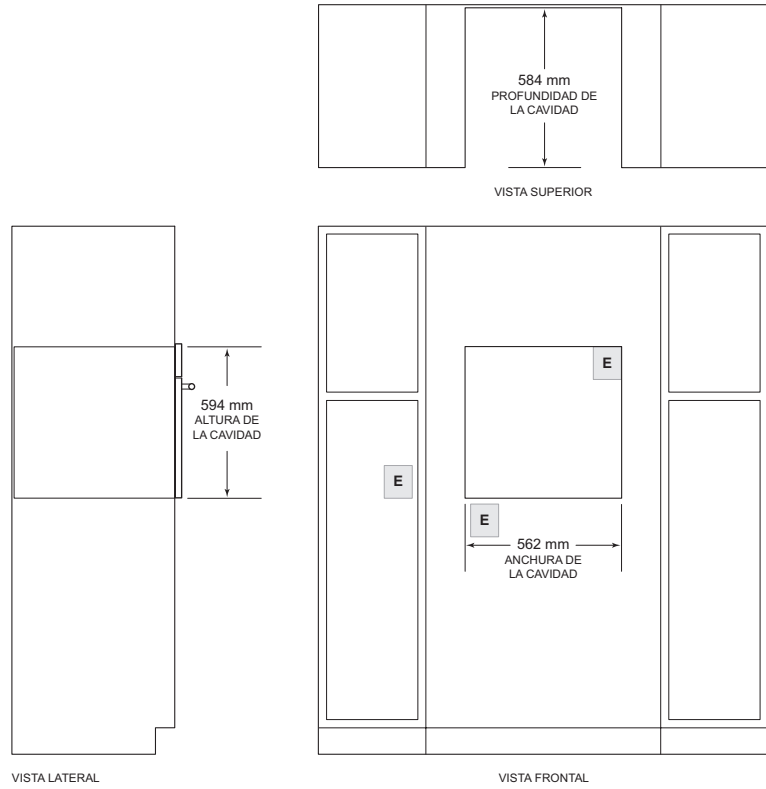 584 mm
PROFUNDIDAD DE
LA CAVIDAD
VISTA SUPERIOR
594 mm
ALTURA DE
LA CAVIDAD
E
E
E
562 mm
ANCHURA DE
LA CAVIDAD
VISTA LATERAL
VISTA FRONTAL